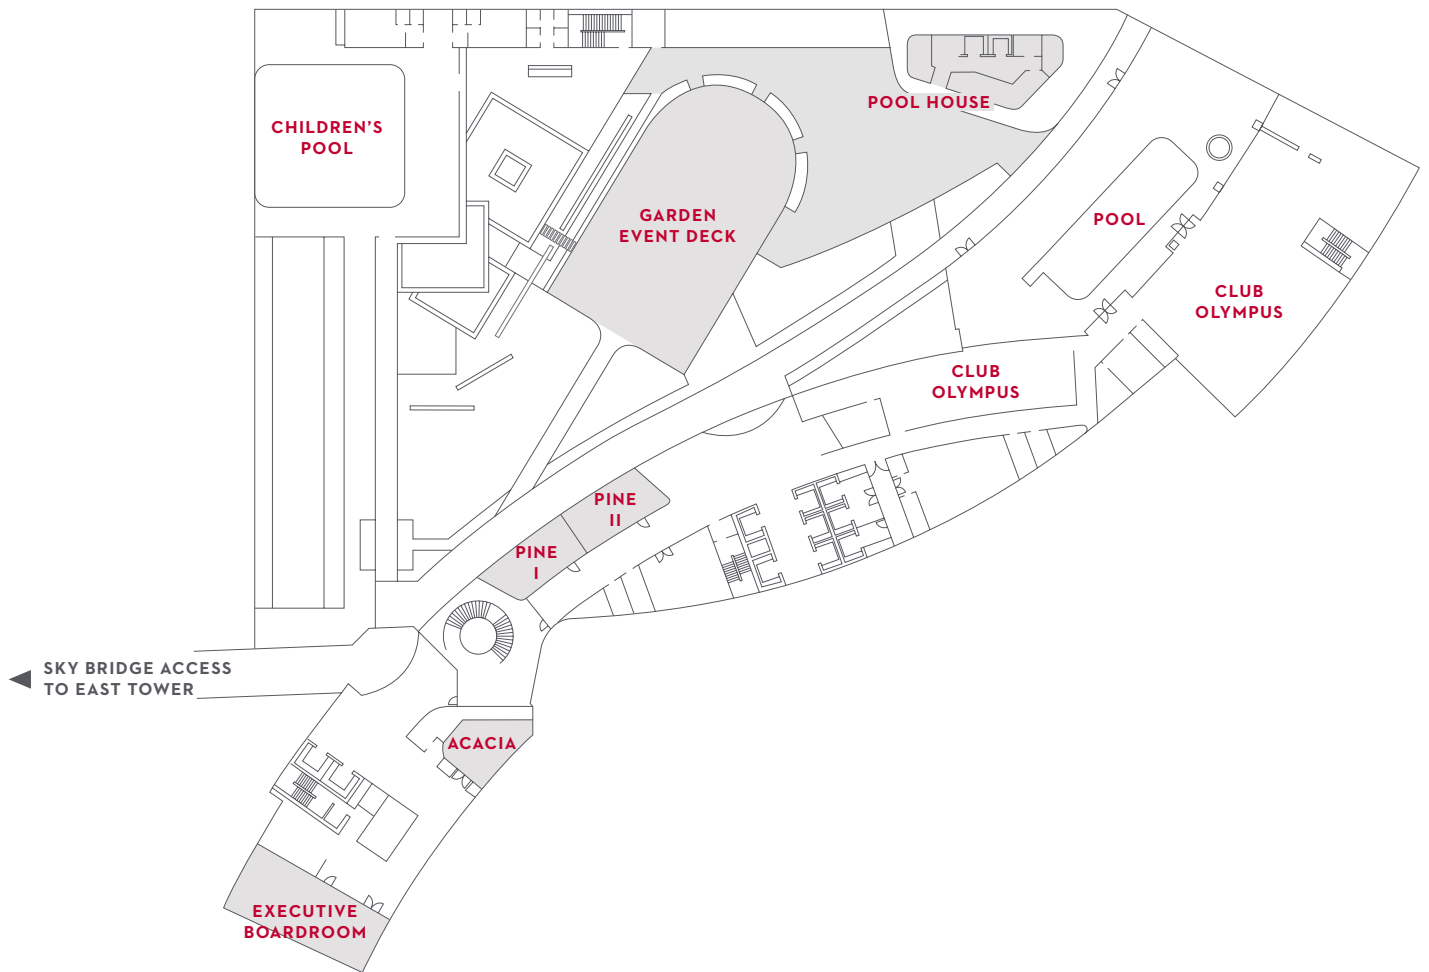 POOL HOUSE
CHILDREN'S
POOL
GARDEN
EVENT DECK
POOL
CLUB
OLYMPUS
CLUB
OLYMPUS
PINE
II
PINE
I
SKY BRIDGE ACCESS
TO EAST TOWER
ACACIA
EXECUTIVE
BOARDROOM